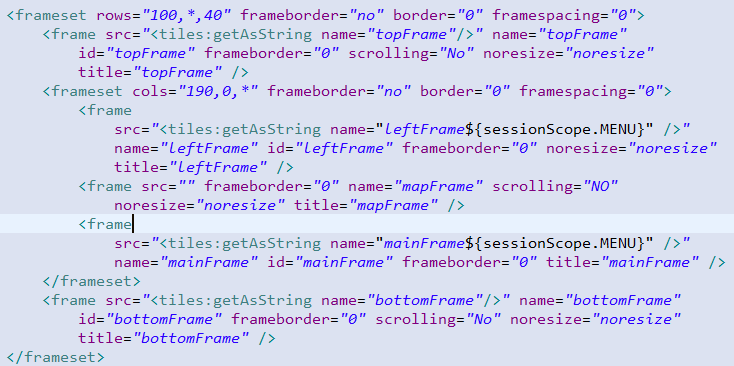 <frameset rows="100,*,40" frameborder="no" border="0" framespacing="0">
<frame src="<tiles:getAsString name="topFrame"/>" name="topFrame"
id="topFrame" frameborder="0" scrolling="No" noresize="noresize"
title="topFrame" />
<frameset cols="190,0,*" frameborder="no" border="0" framespacing="0">
<frame
src="<tiles:getAsString name="leftFrame${sessionScope.MENU}" />"
name="leftFrame" id="leftFrame" frameborder="0" noresize="noresize"
title="leftFrame" />
<frame src="" frameborder="0" name="mapFrame" scrolling="NO"
noresize="noresize" title="mapFrame" />
<frame
src="<tiles:getAsString name="mainFrame${sessionScope.MENU}" />"
name="mainFrame" id="mainFrame" frameborder="0" title="mainFrame" />
</frameset>
<frame src="<tiles:getAsString name="bottomFrame"/>" name="bottomFrame"
id="bottomFrame" frameborder="0" scrolling="No" noresize="noresize"
title="bottomFrame" />
</frameset>